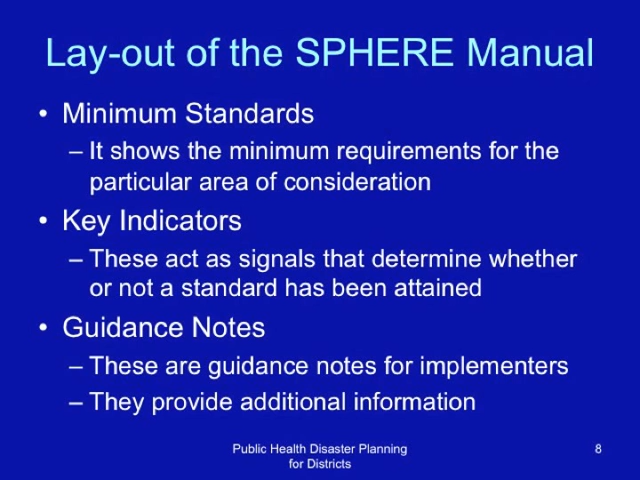 Lay-out of the SPHERE Manual
• Minimum Standards
– It shows the minimum requirements for the
particular area of consideration
• Key Indicators
– These act as signals that determine whether
or not a standard has been attained
• Guidance Notes
– These are guidance notes for implementers
– They provide additional information
Public Health Disaster Planning
for Districts
8